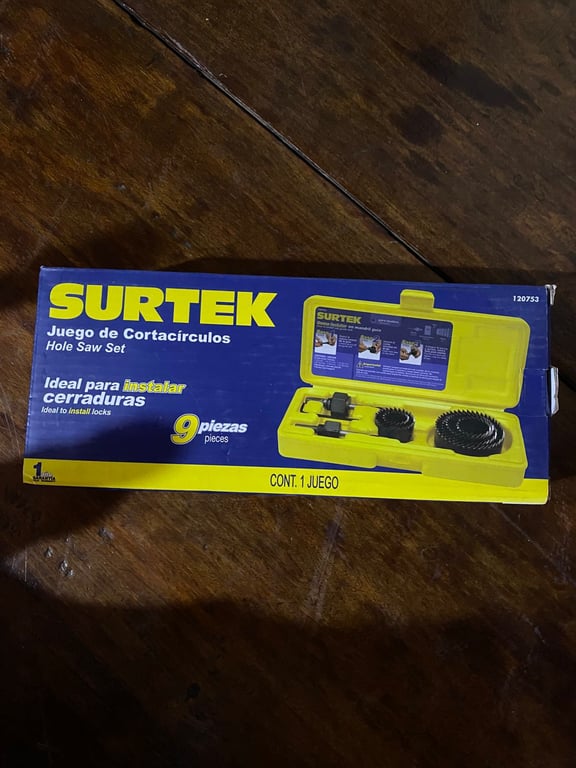 SURTEK
120753
Juego de Cortacírculos
Hole Saw Set
Ideal para instalar
cerraduras
Ideal to install locks
9 piezas
pieces
SURTEK
CONT. 1 JUEGO
1